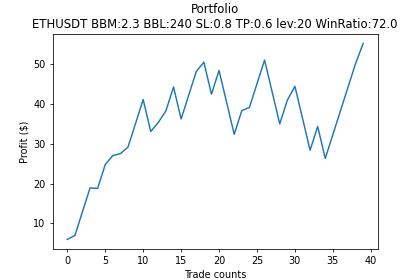 Portfolio
ETHUSDT BBM:2.3 BBL:240 SL:0.8 TP:0.6 lev:20 WinRatio:72.0
50
40
30
20
10
Profit ($)
0 5 10 15 20 25 30 35 40
Trade counts